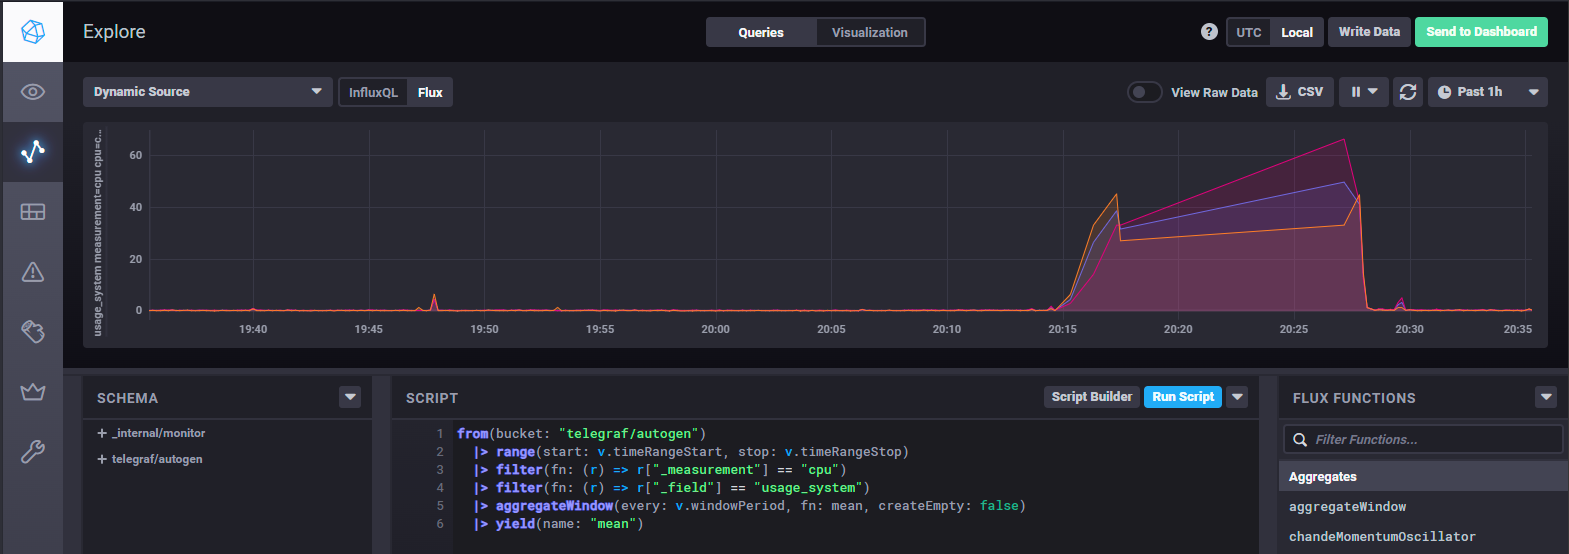 Explore
Queries Visualization
? UTC Local Write Data Send to Dashboard
Dynamic Source InfluxQL Flux View Raw Data CSV Past 1h
usage_system measurement=cpu cpu=c...
60
40
20
0
19:40 19:45 19:50 19:55 20:00 20:05 20:10 20:15 20:20 20:25 20:30 20:35
SCHEMA
+ _internal/monitor
+ telegraf/autogen
SCRIPT
Script Builder Run Script
1 from(bucket: "telegraf/autogen")
2 |> range(start: v.timeRangeStart, stop: v.timeRangeStop)
3 |> filter(fn: (r) => r["_measurement"] == "cpu")
4 |> filter(fn: (r) => r["_field"] == "usage_system")
5 |> aggregateWindow(every: v.windowPeriod, fn: mean, createEmpty: false)
6 |> yield(name: "mean")
FLUX FUNCTIONS
Filter Functions...
Aggregates
aggregateWindow
chandeMomentumOscillator